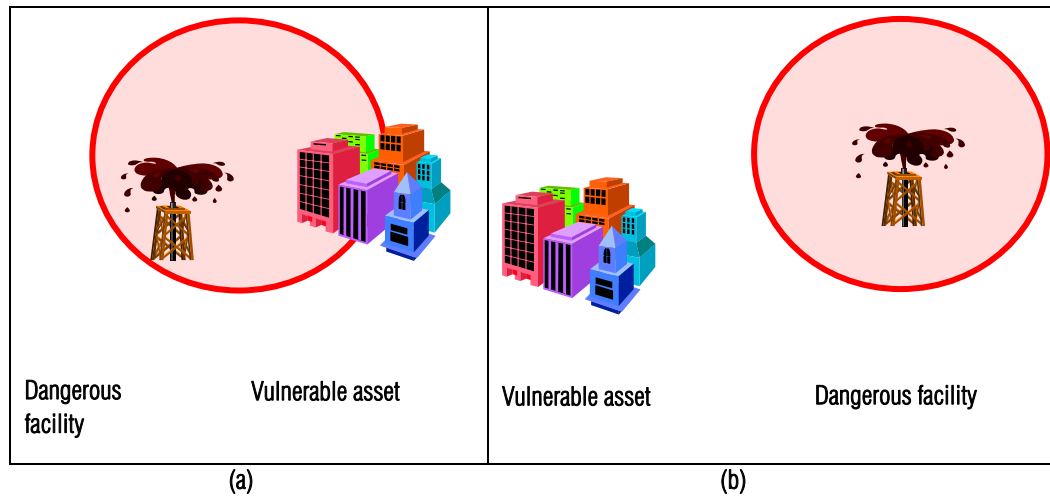 Dangerous
facility
Vulnerable asset
Vulnerable asset
Dangerous facility
(a)
(b)